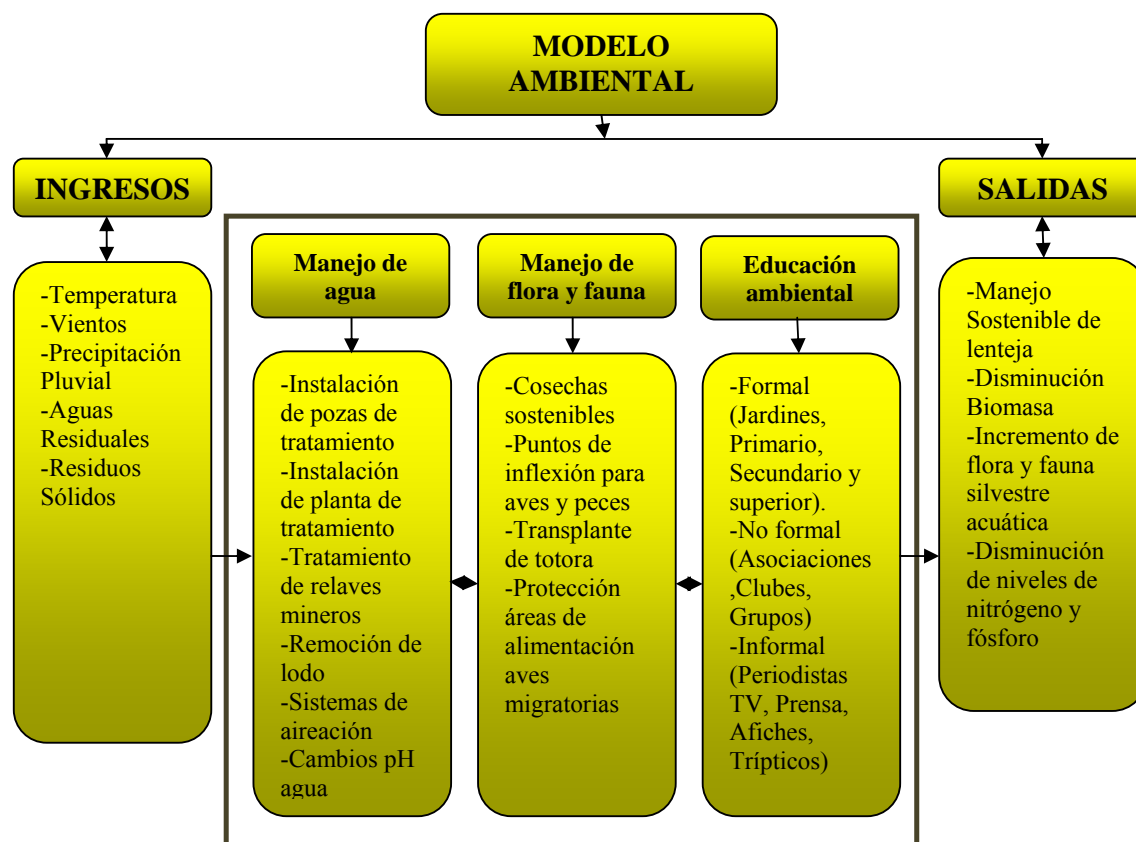 MODELO
AMBIENTAL
INGRESOS
SALIDAS
-Temperatura
-Vientos
-Precipitación
Pluvial
-Aguas
Residuales
-Residuos
Sólidos
Manejo de
agua
-Instalación
de pozas de
tratamiento
-Instalación
de planta de
tratamiento
-Tratamiento
de relaves
mineros
-Remoción de
lodo
-Sistemas de
aireación
-Cambios pH
agua
Manejo de
flora y fauna
-Cosechas
sostenibles
-Puntos de
inflexión para
aves y peces
-Transplante
de totora
-Protección
áreas de
alimentación
aves
migratorias
Educación
ambiental
-Formal
(Jardines,
Primario,
Secundario y
superior).
-No formal
(Asociaciones
,Clubes,
Grupos)
-Informal
(Periodistas
TV, Prensa,
Afiches,
Trípticos)
-Manejo
Sostenible de
lenteja
-Disminución
Biomasa
-Incremento de
flora y fauna
silvestre
acuática
-Disminución
de niveles de
nitrógeno y
fósforo